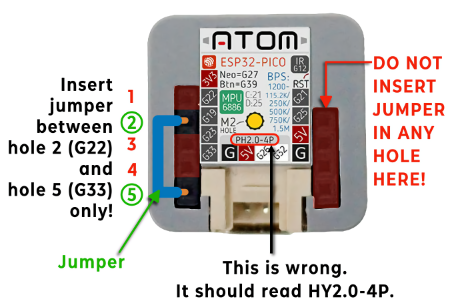 ATOM
ESP32-PICO
IR
G12
3V3
Neo=G27
Btn=G39
BPS:
1200~
115.2K
250K
500K
750K
1.5M
RST
MPU
6886
C:21
D:25
G22
G19
G23
G33
G21
G25
5V
G
M2
HOLE
PH2.0-4P
G
5V
G26
G32
G
Insert
jumper
between
hole 2 (G22)
and
hole 5 (G33)
only!
1
2
3
4
5
Jumper
DO NOT
INSERT
JUMPER
IN ANY
HOLE
HERE!
This is wrong.
It should read HY2.0-4P.